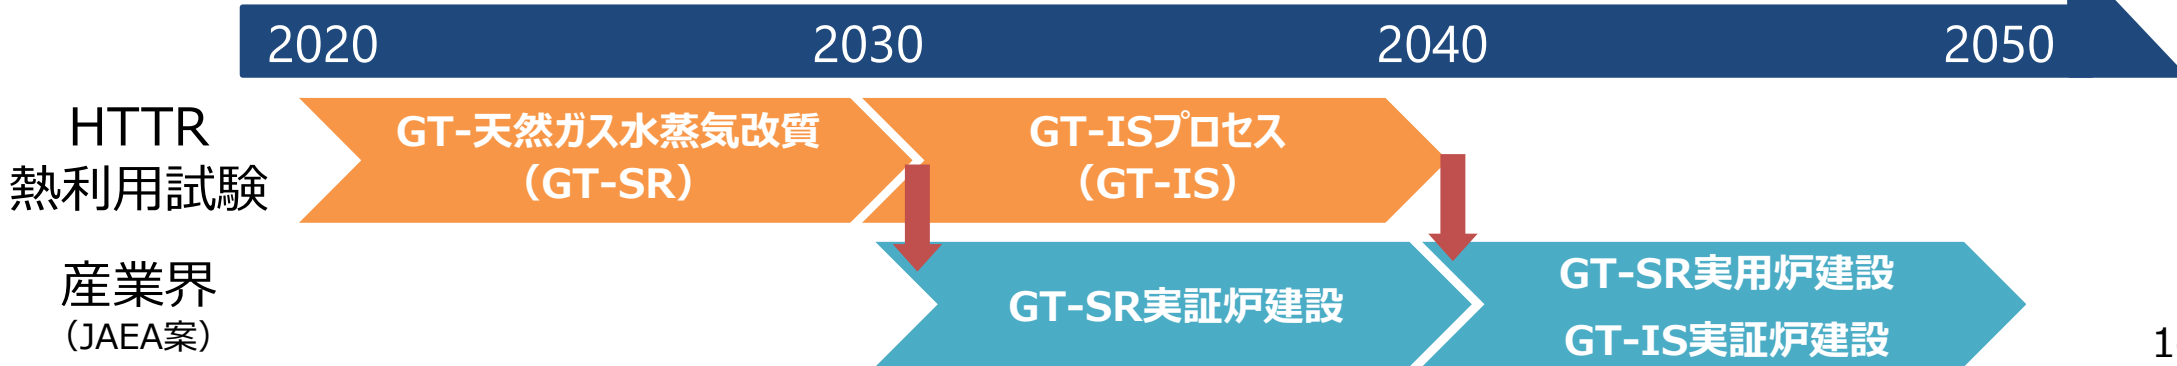 2020 2030 2040 2050
HTTR
熱利用試験
GT-天然ガス水蒸気改質
（GT-SR）
GT-ISプロセス
（GT-IS）
産業界
（JAEA案）
GT-SR実証炉建設
GT-SR実用炉建設
GT-IS実証炉建設